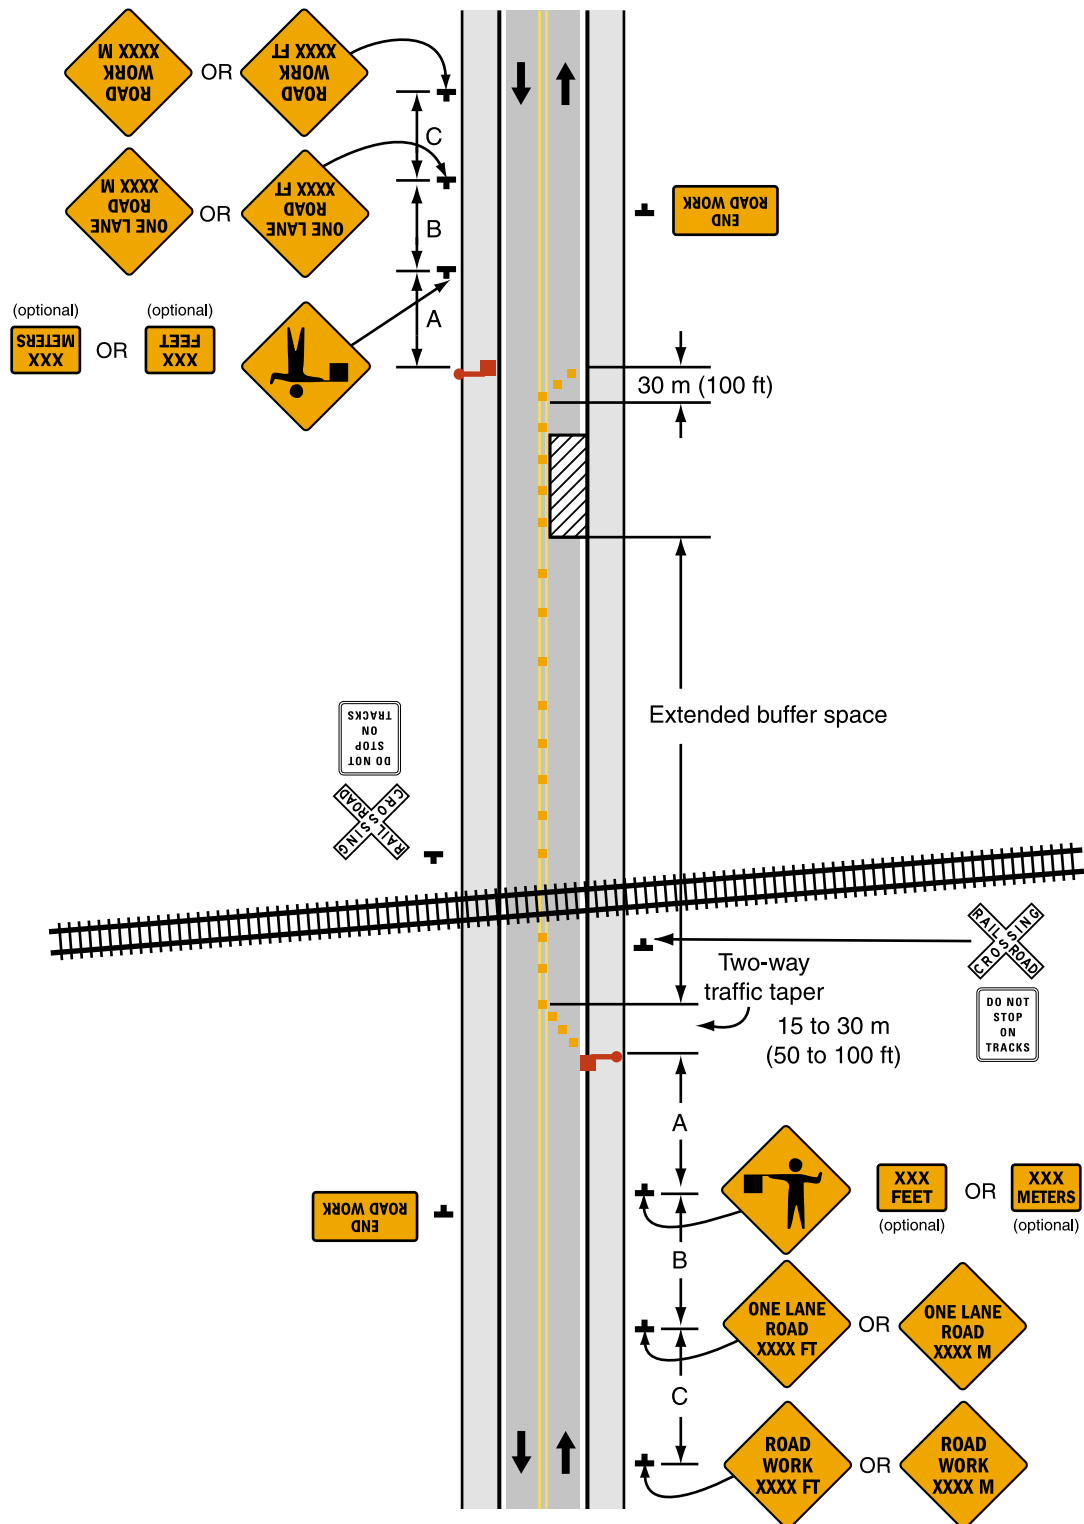 ROAD
WORK
XXXX M
OR
ROAD
WORK
XXXX FT
C
ONE LANE
ROAD
XXXX M
OR
ONE LANE
ROAD
XXXX FT
B
END
ROAD WORK
(optional)
XXX
METERS
OR
(optional)
XXX
FEET
A
30 m (100 ft)
Extended buffer space
DO NOT
STOP
ON
TRACKS
RAILROAD
CROSSING
RAILROAD
CROSSING
DO NOT
STOP
ON
TRACKS
Two-way
traffic taper
15 to 30 m
(50 to 100 ft)
A
XXX
FEET
(optional)
OR
XXX
METERS
(optional)
END
ROAD WORK
B
ONE LANE
ROAD
XXXX FT
OR
ONE LANE
ROAD
XXXX M
C
ROAD
WORK
XXXX FT
OR
ROAD
WORK
XXXX M